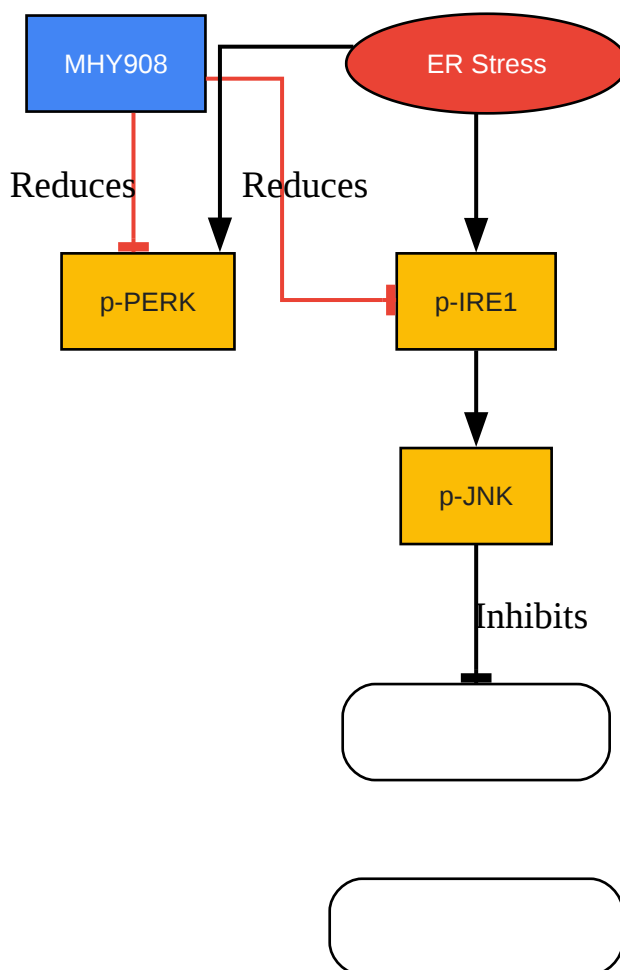 MHY908
ER Stress
Reduces
Reduces
p-PERK
p-IRE1
p-JNK
Inhibits